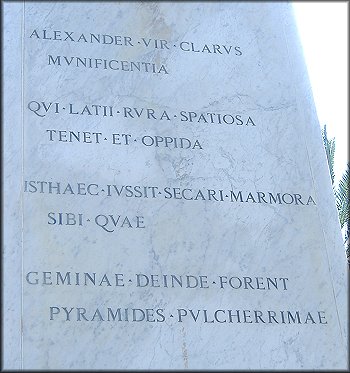 ALEXANDER · VIR · CLARVS
MVNIFICENTIA
QVI · LATII · RVRA · SPATIOSA
TENET · ET · OPPIDA
ISTHAEC · IVSSIT · SECARI · MARMORA
SIBI · QVAE
GEMINAE · DEINDE · FORENT
PYRAMIDES · PVLCHERRIMAE